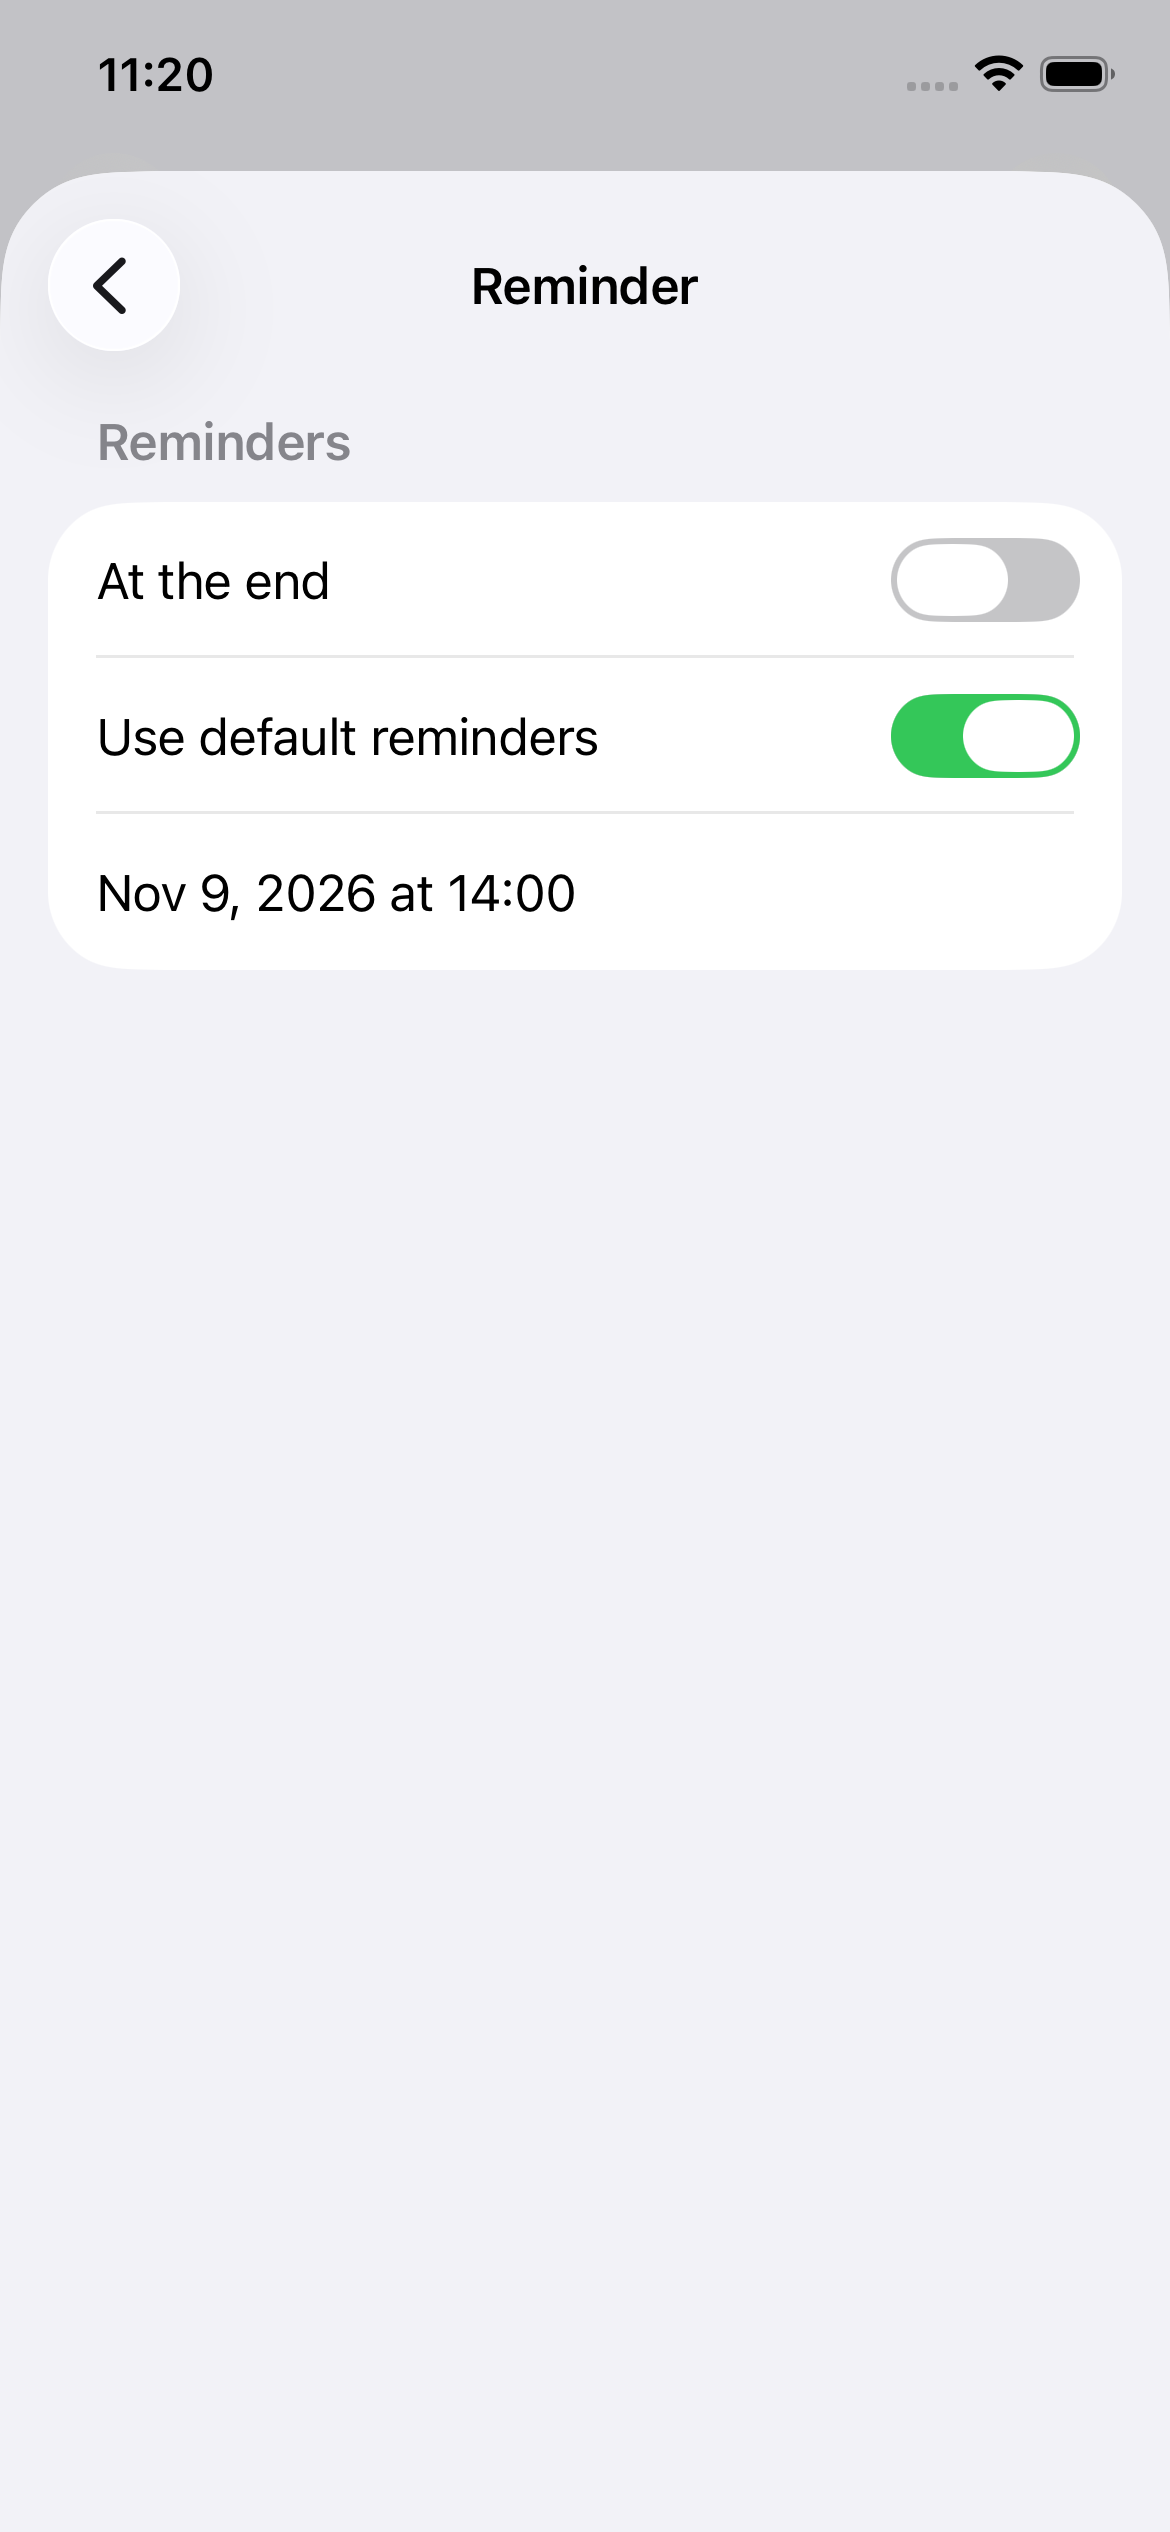 11:20
Reminder
Reminders
At the end
Use default reminders
Nov 9, 2026 at 14:00